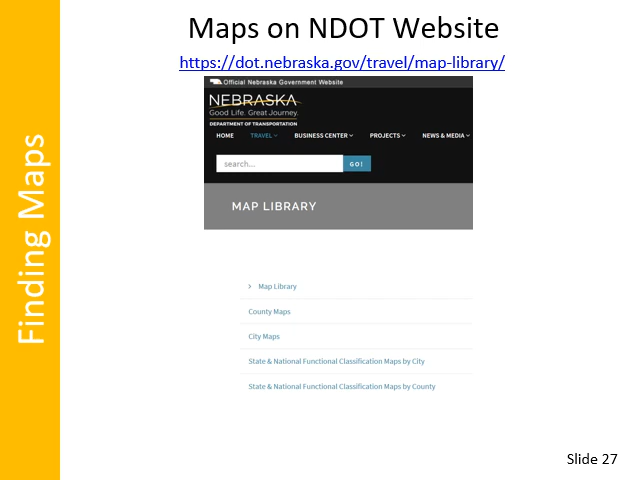 Maps on NDOT Website
https://dot.nebraska.gov/travel/map-library/
Finding Maps
Official Nebraska Government Website
NEBRASKA
Good Life. Great Journey.
DEPARTMENT OF TRANSPORTATION
HOME TRAVEL BUSINESS CENTER PROJECTS NEWS & MEDIA
search... GO!
MAP LIBRARY
Map Library
County Maps
City Maps
State & National Functional Classification Maps by City
State & National Functional Classification Maps by County
Slide 27